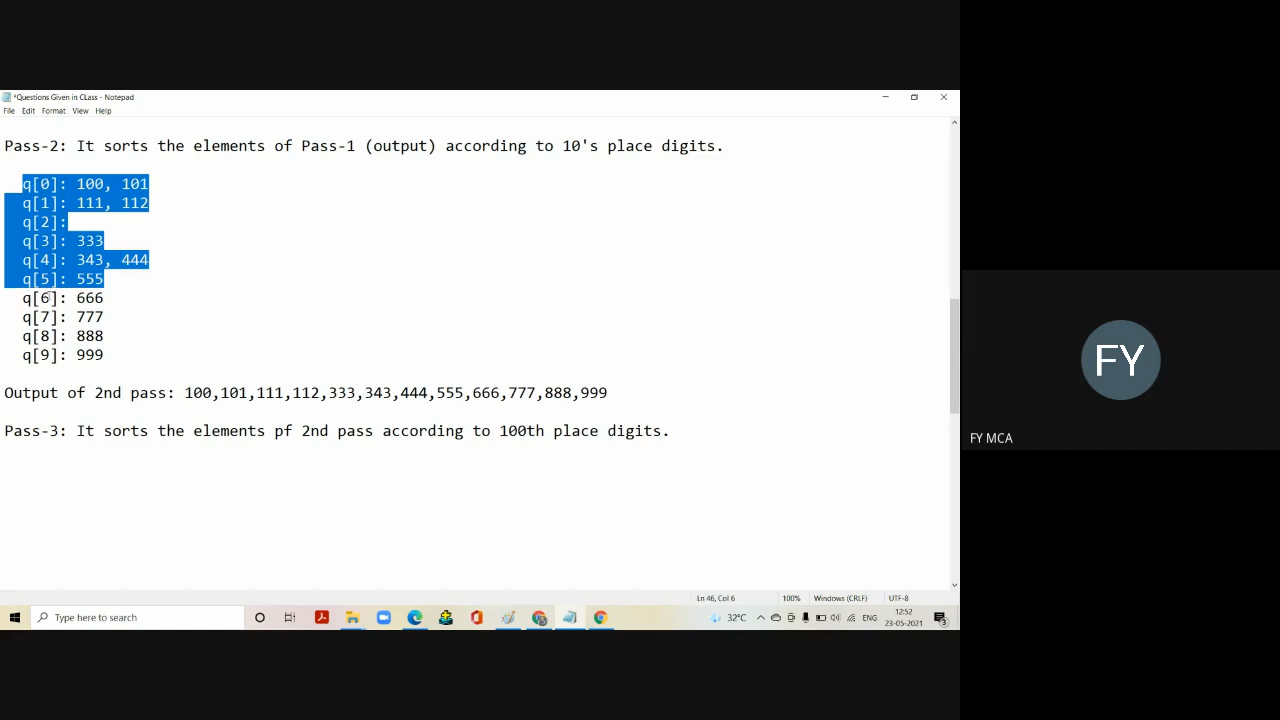 *Questions Given in CLass - Notepad
File Edit Format View Help
Pass-2: It sorts the elements of Pass-1 (output) according to 10's place digits.
q[0]: 100, 101
q[1]: 111, 112
q[2]:
q[3]: 333
q[4]: 343, 444
q[5]: 555
q[6]: 666
q[7]: 777
q[8]: 888
q[9]: 999
Output of 2nd pass: 100,101,111,112,333,343,444,555,666,777,888,999
Pass-3: It sorts the elements pf 2nd pass according to 100th place digits.
FY
FY MCA
Ln 46, Col 6 100% Windows (CRLF) UTF-8
Type here to search 32°C ENG 12:52
23-05-2021 3